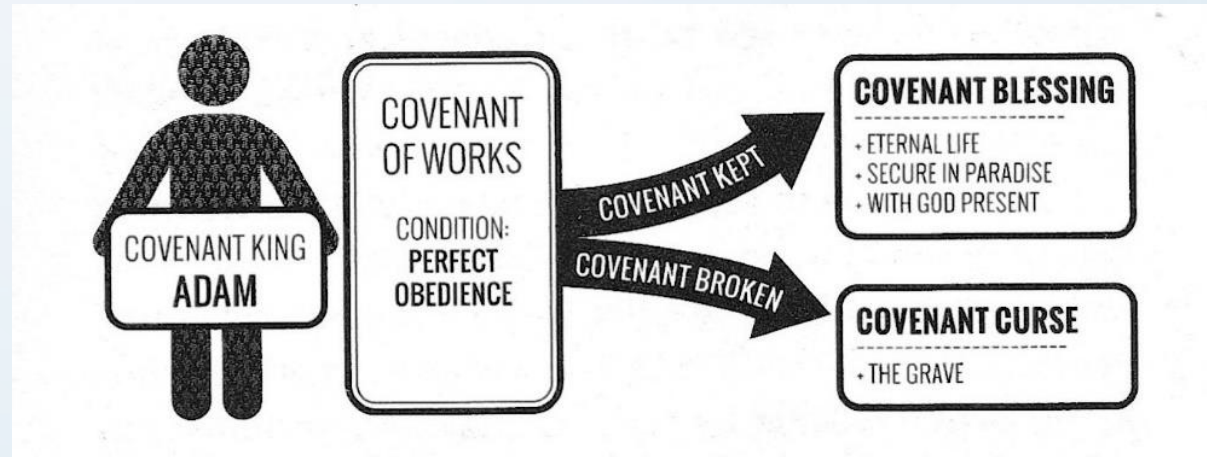 COVENANT KING
ADAM
COVENANT
OF WORKS
CONDITION:
PERFECT
OBEDIENCE
COVENANT KEPT
COVENANT BROKEN
COVENANT BLESSING
• ETERNAL LIFE
• SECURE IN PARADISE
• WITH GOD PRESENT
COVENANT CURSE
• THE GRAVE